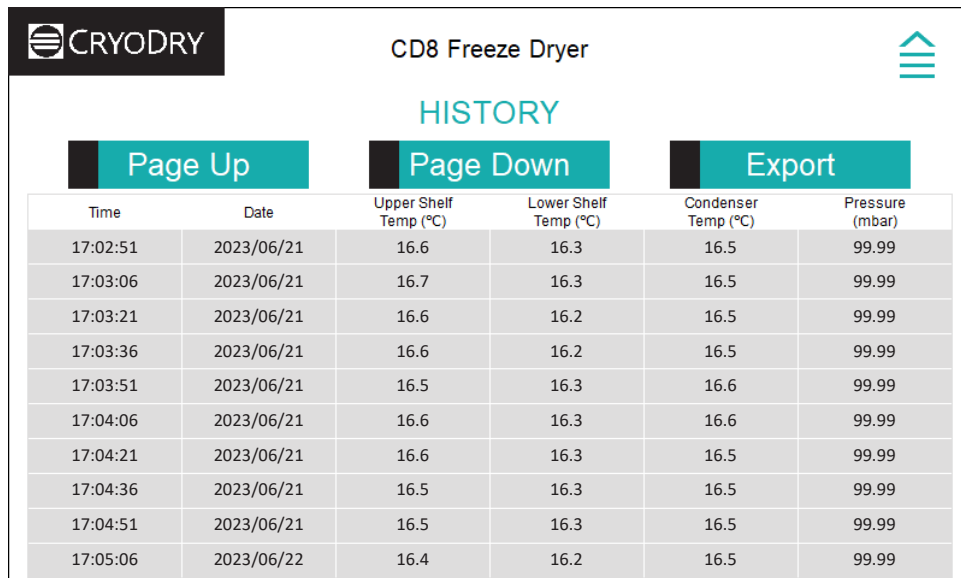 CRYODRY
CD8 Freeze Dryer
HISTORY
Page Up Page Down Export
Time Date Upper Shelf Temp (℃) Lower Shelf Temp (℃) Condenser Temp (℃) Pressure (mbar)
17:02:51 2023/06/21 16.6 16.3 16.5 99.99
17:03:06 2023/06/21 16.7 16.3 16.5 99.99
17:03:21 2023/06/21 16.6 16.2 16.5 99.99
17:03:36 2023/06/21 16.6 16.2 16.5 99.99
17:03:51 2023/06/21 16.5 16.3 16.6 99.99
17:04:06 2023/06/21 16.6 16.3 16.6 99.99
17:04:21 2023/06/21 16.6 16.3 16.5 99.99
17:04:36 2023/06/21 16.5 16.3 16.5 99.99
17:04:51 2023/06/21 16.5 16.3 16.5 99.99
17:05:06 2023/06/22 16.4 16.2 16.5 99.99